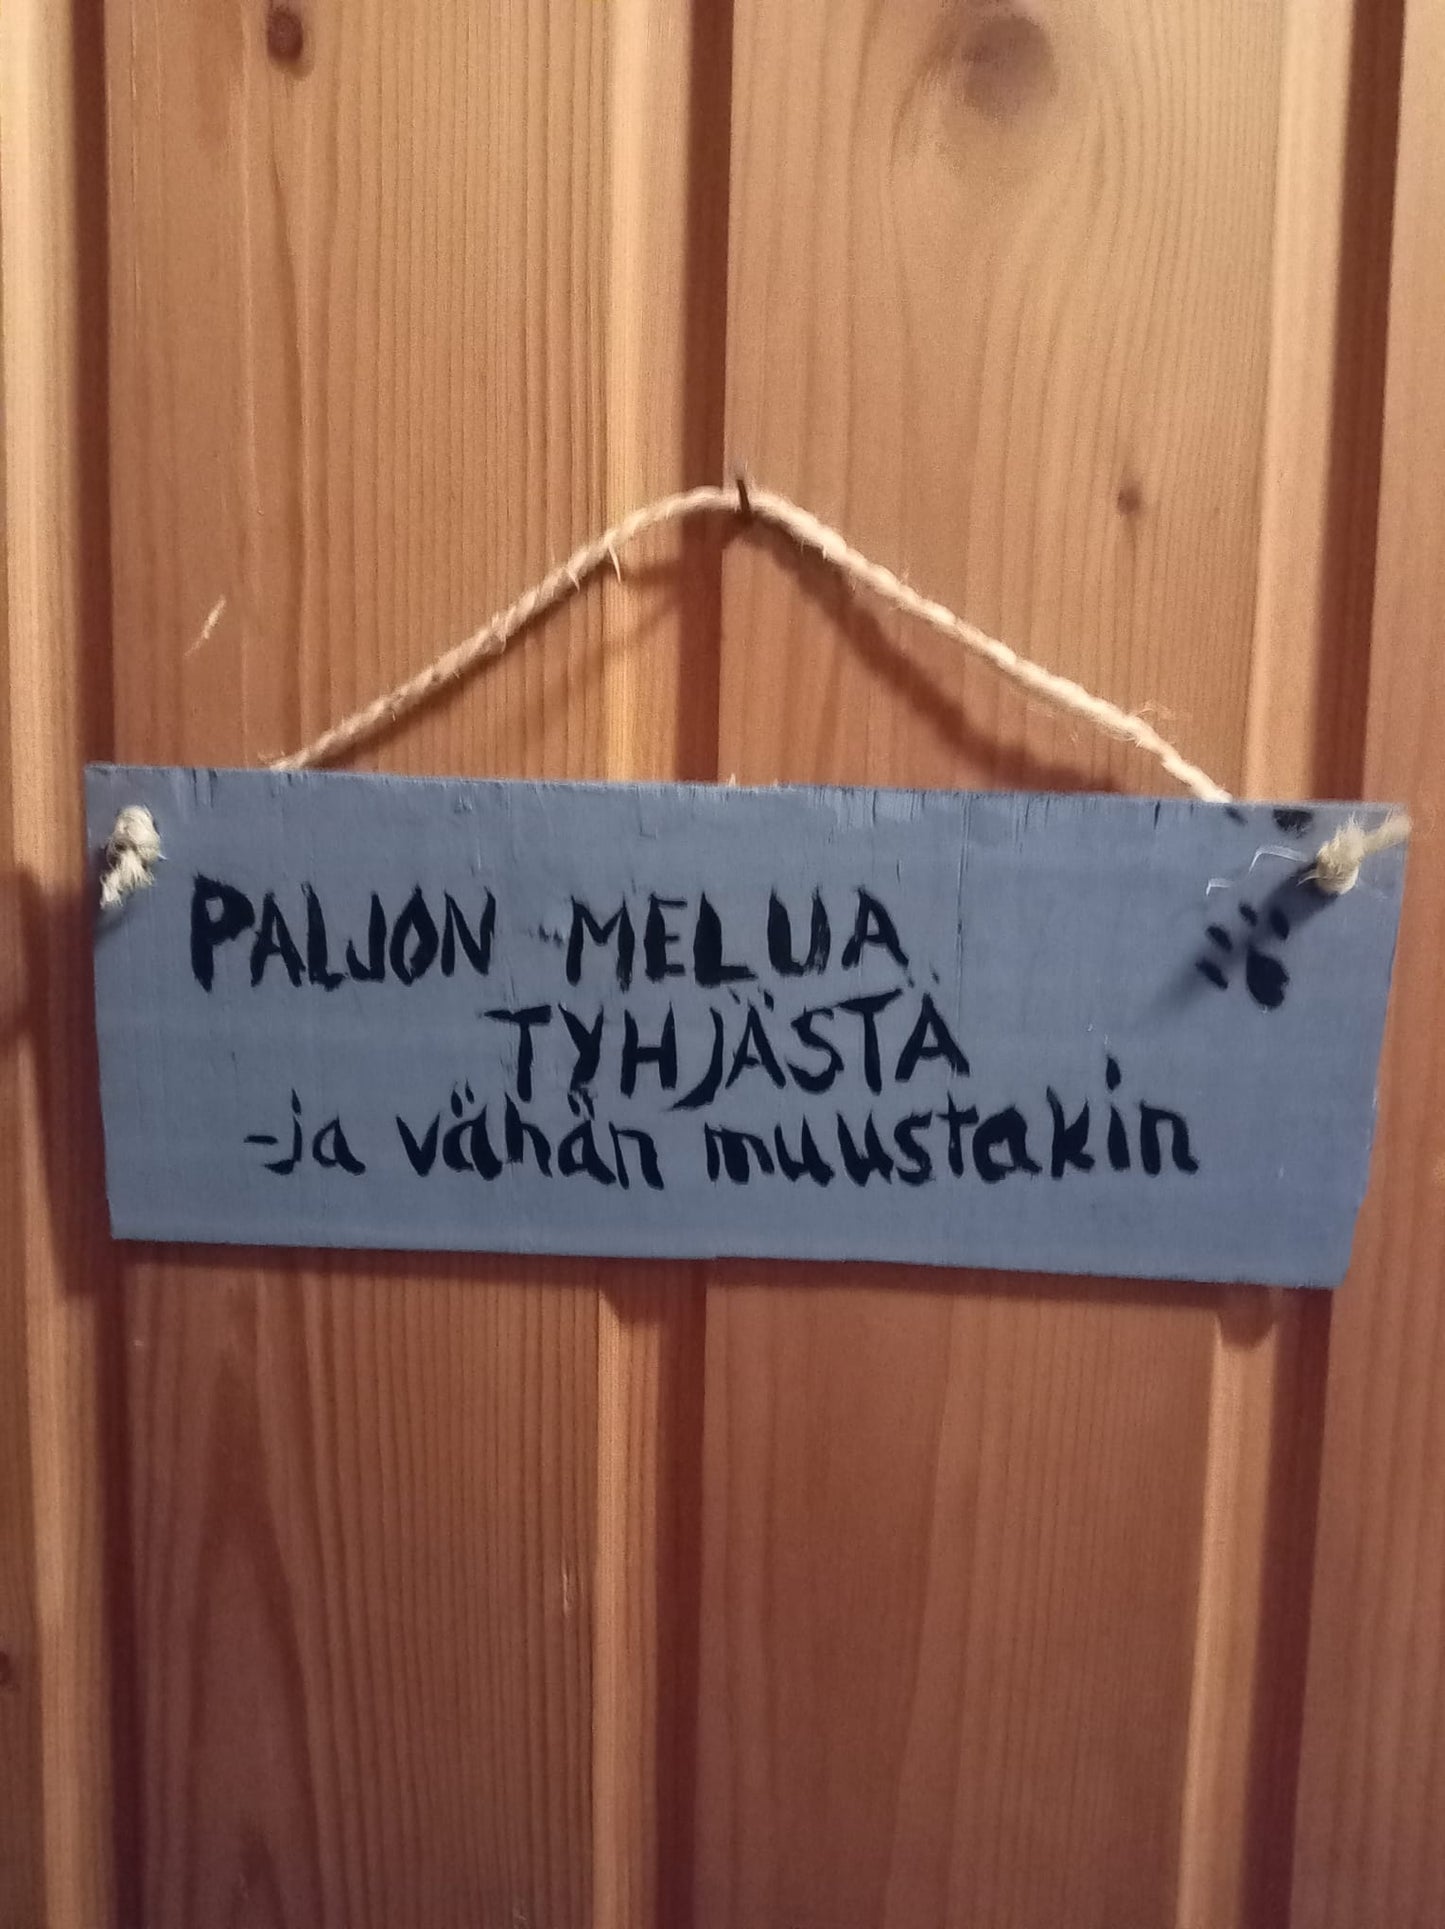 PALJON MELUA
TYHJÄSTÄ
-ja vähän muustakin